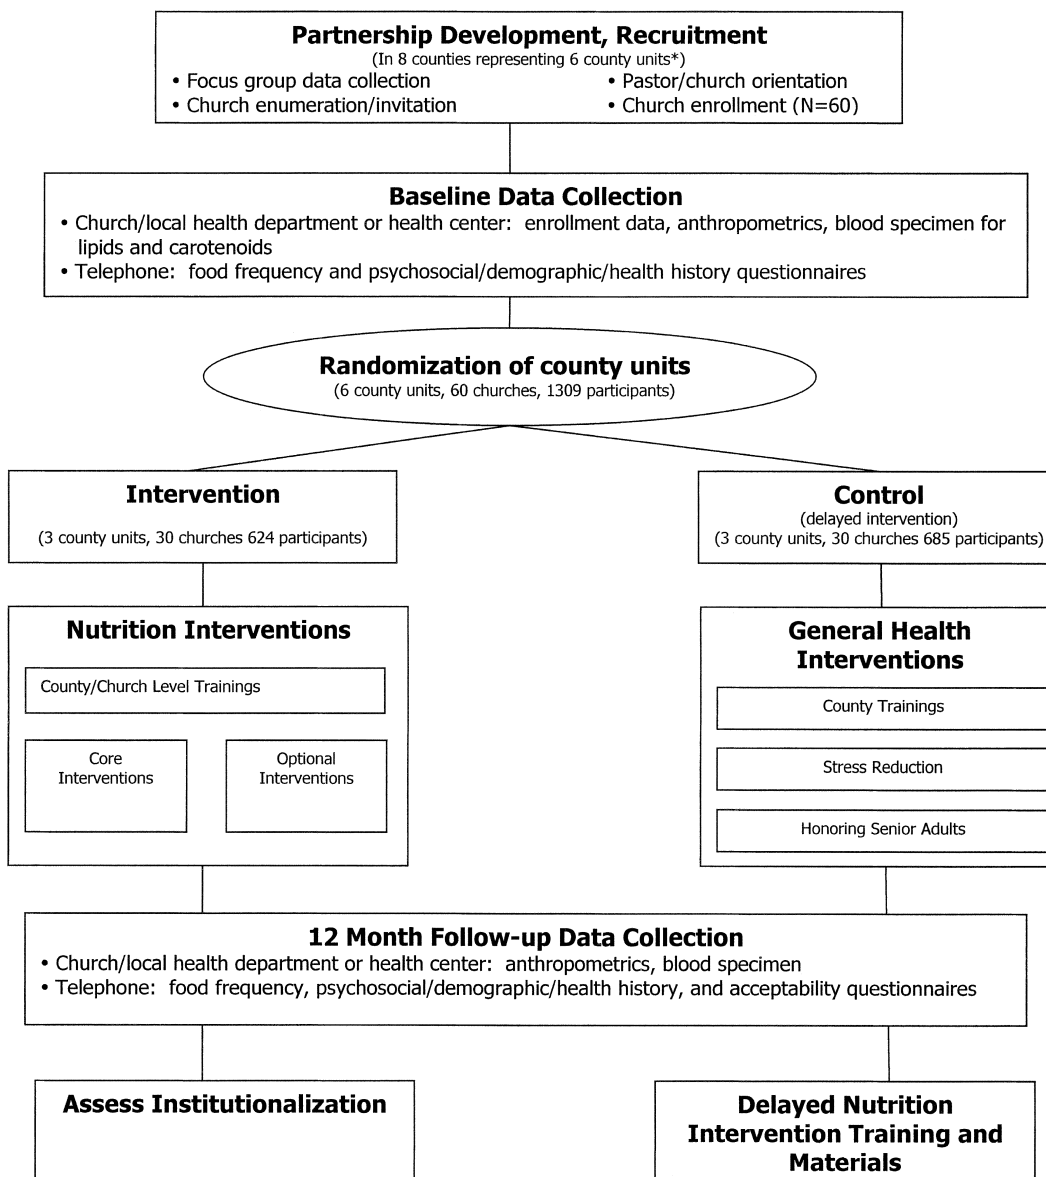 Partnership Development, Recruitment
(In 8 counties representing 6 county units*)
• Focus group data collection
• Church enumeration/invitation
• Pastor/church orientation
• Church enrollment (N=60)
Baseline Data Collection
• Church/local health department or health center: enrollment data, anthropometrics, blood specimen for
lipids and carotenoids
• Telephone: food frequency and psychosocial/demographic/health history questionnaires
Randomization of county units
(6 county units, 60 churches, 1309 participants)
Intervention
(3 county units, 30 churches 624 participants)
Control
(delayed intervention)
(3 county units, 30 churches 685 participants)
Nutrition Interventions
County/Church Level Trainings
Core
Interventions
Optional
Interventions
General Health
Interventions
County Trainings
Stress Reduction
Honoring Senior Adults
12 Month Follow-up Data Collection
• Church/local health department or health center: anthropometrics, blood specimen
• Telephone: food frequency, psychosocial/demographic/health history, and acceptability questionnaires
Assess Institutionalization
Delayed Nutrition
Intervention Training and
Materials